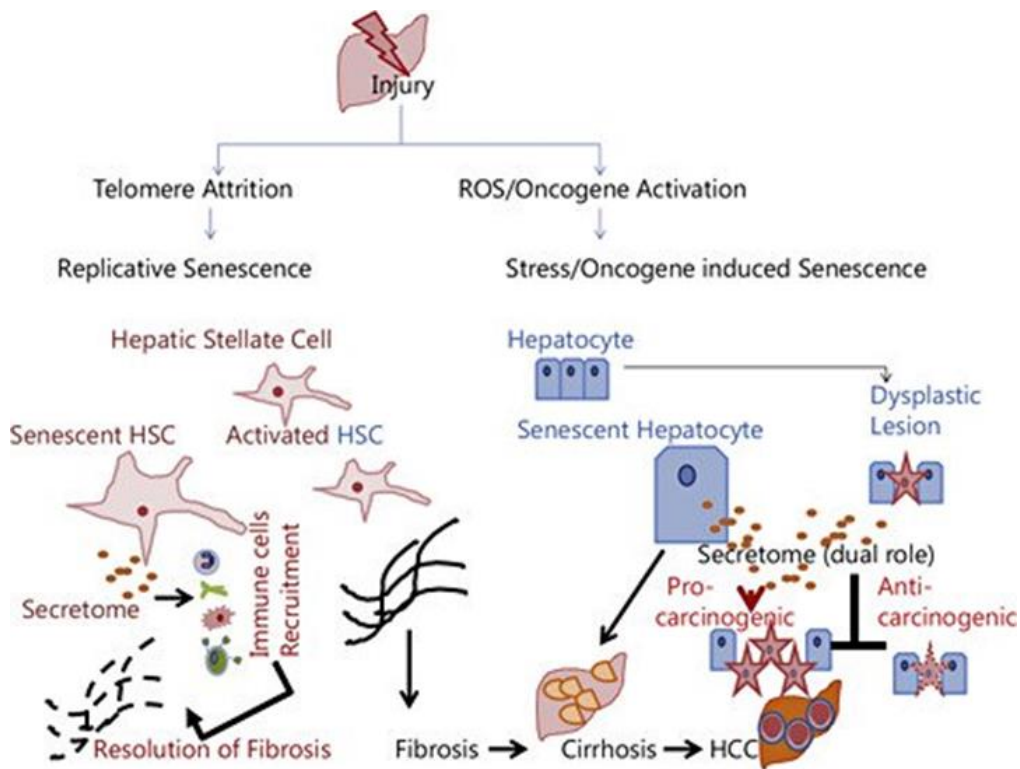 Injury
Telomere Attrition
ROS/Oncogene Activation
Replicative Senescence
Stress/Oncogene induced Senescence
Hepatic Stellate Cell
Hepatocyte
Dysplastic
Lesion
Senescent HSC
Activated HSC
Senescent Hepatocyte
Immune cells
Recruitment
Secretome
Secretome (dual role)
Pro-
carcinogenic
Anti-
carcinogenic
Resolution of Fibrosis
Fibrosis
Cirrhosis
HCC